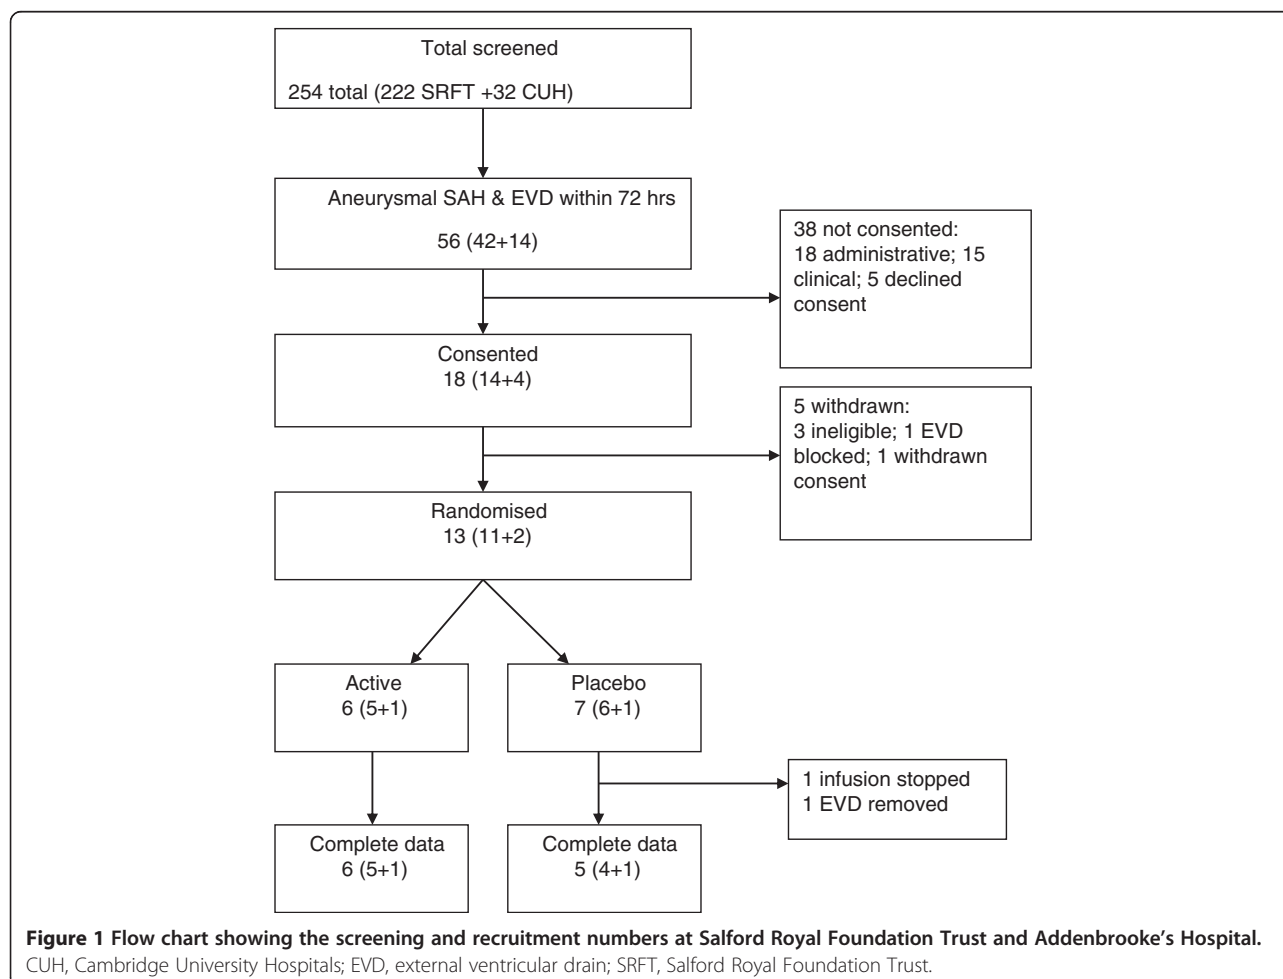 Total screened
254 total (222 SRFT +32 CUH)
Aneurysmal SAH & EVD within 72 hrs
56 (42+14)
38 not consented:
18 administrative; 15
clinical; 5 declined
consent
Consented
18 (14+4)
5 withdrawn:
3 ineligible; 1 EVD
blocked; 1 withdrawn
consent
Randomised
13 (11+2)
Active
6 (5+1)
Placebo
7 (6+1)
1 infusion stopped
1 EVD removed
Complete data
6 (5+1)
Complete data
5 (4+1)
Figure 1 Flow chart showing the screening and recruitment numbers at Salford Royal Foundation Trust and Addenbrooke's Hospital.
CUH, Cambridge University Hospitals; EVD, external ventricular drain; SRFT, Salford Royal Foundation Trust.